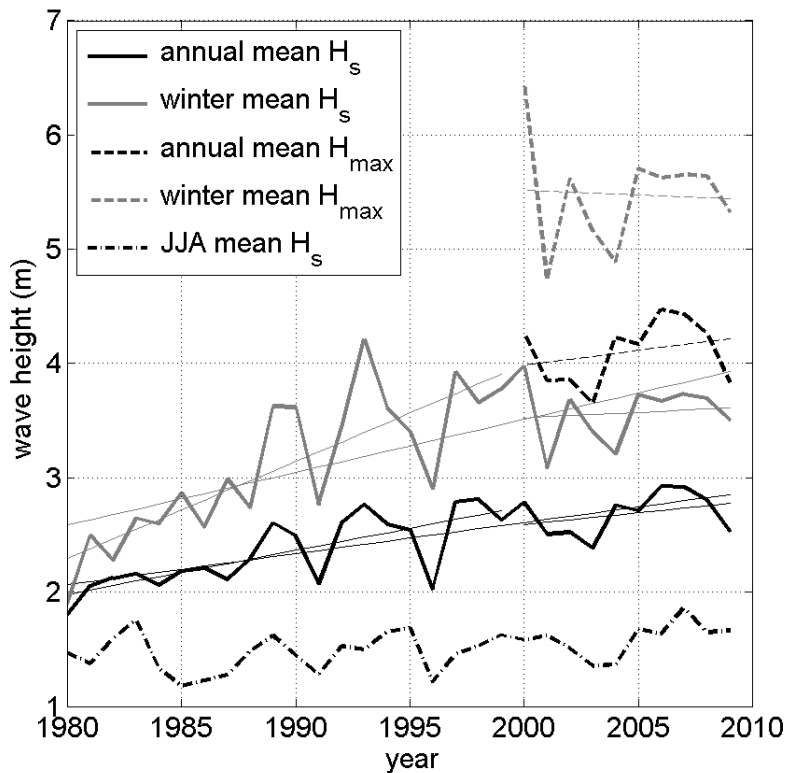 7
6
5
4
3
2
1
wave height (m)
annual mean Hs
winter mean Hs
annual mean Hmax
winter mean Hmax
JJA mean Hs
1980 1985 1990 1995 2000 2005 2010
year